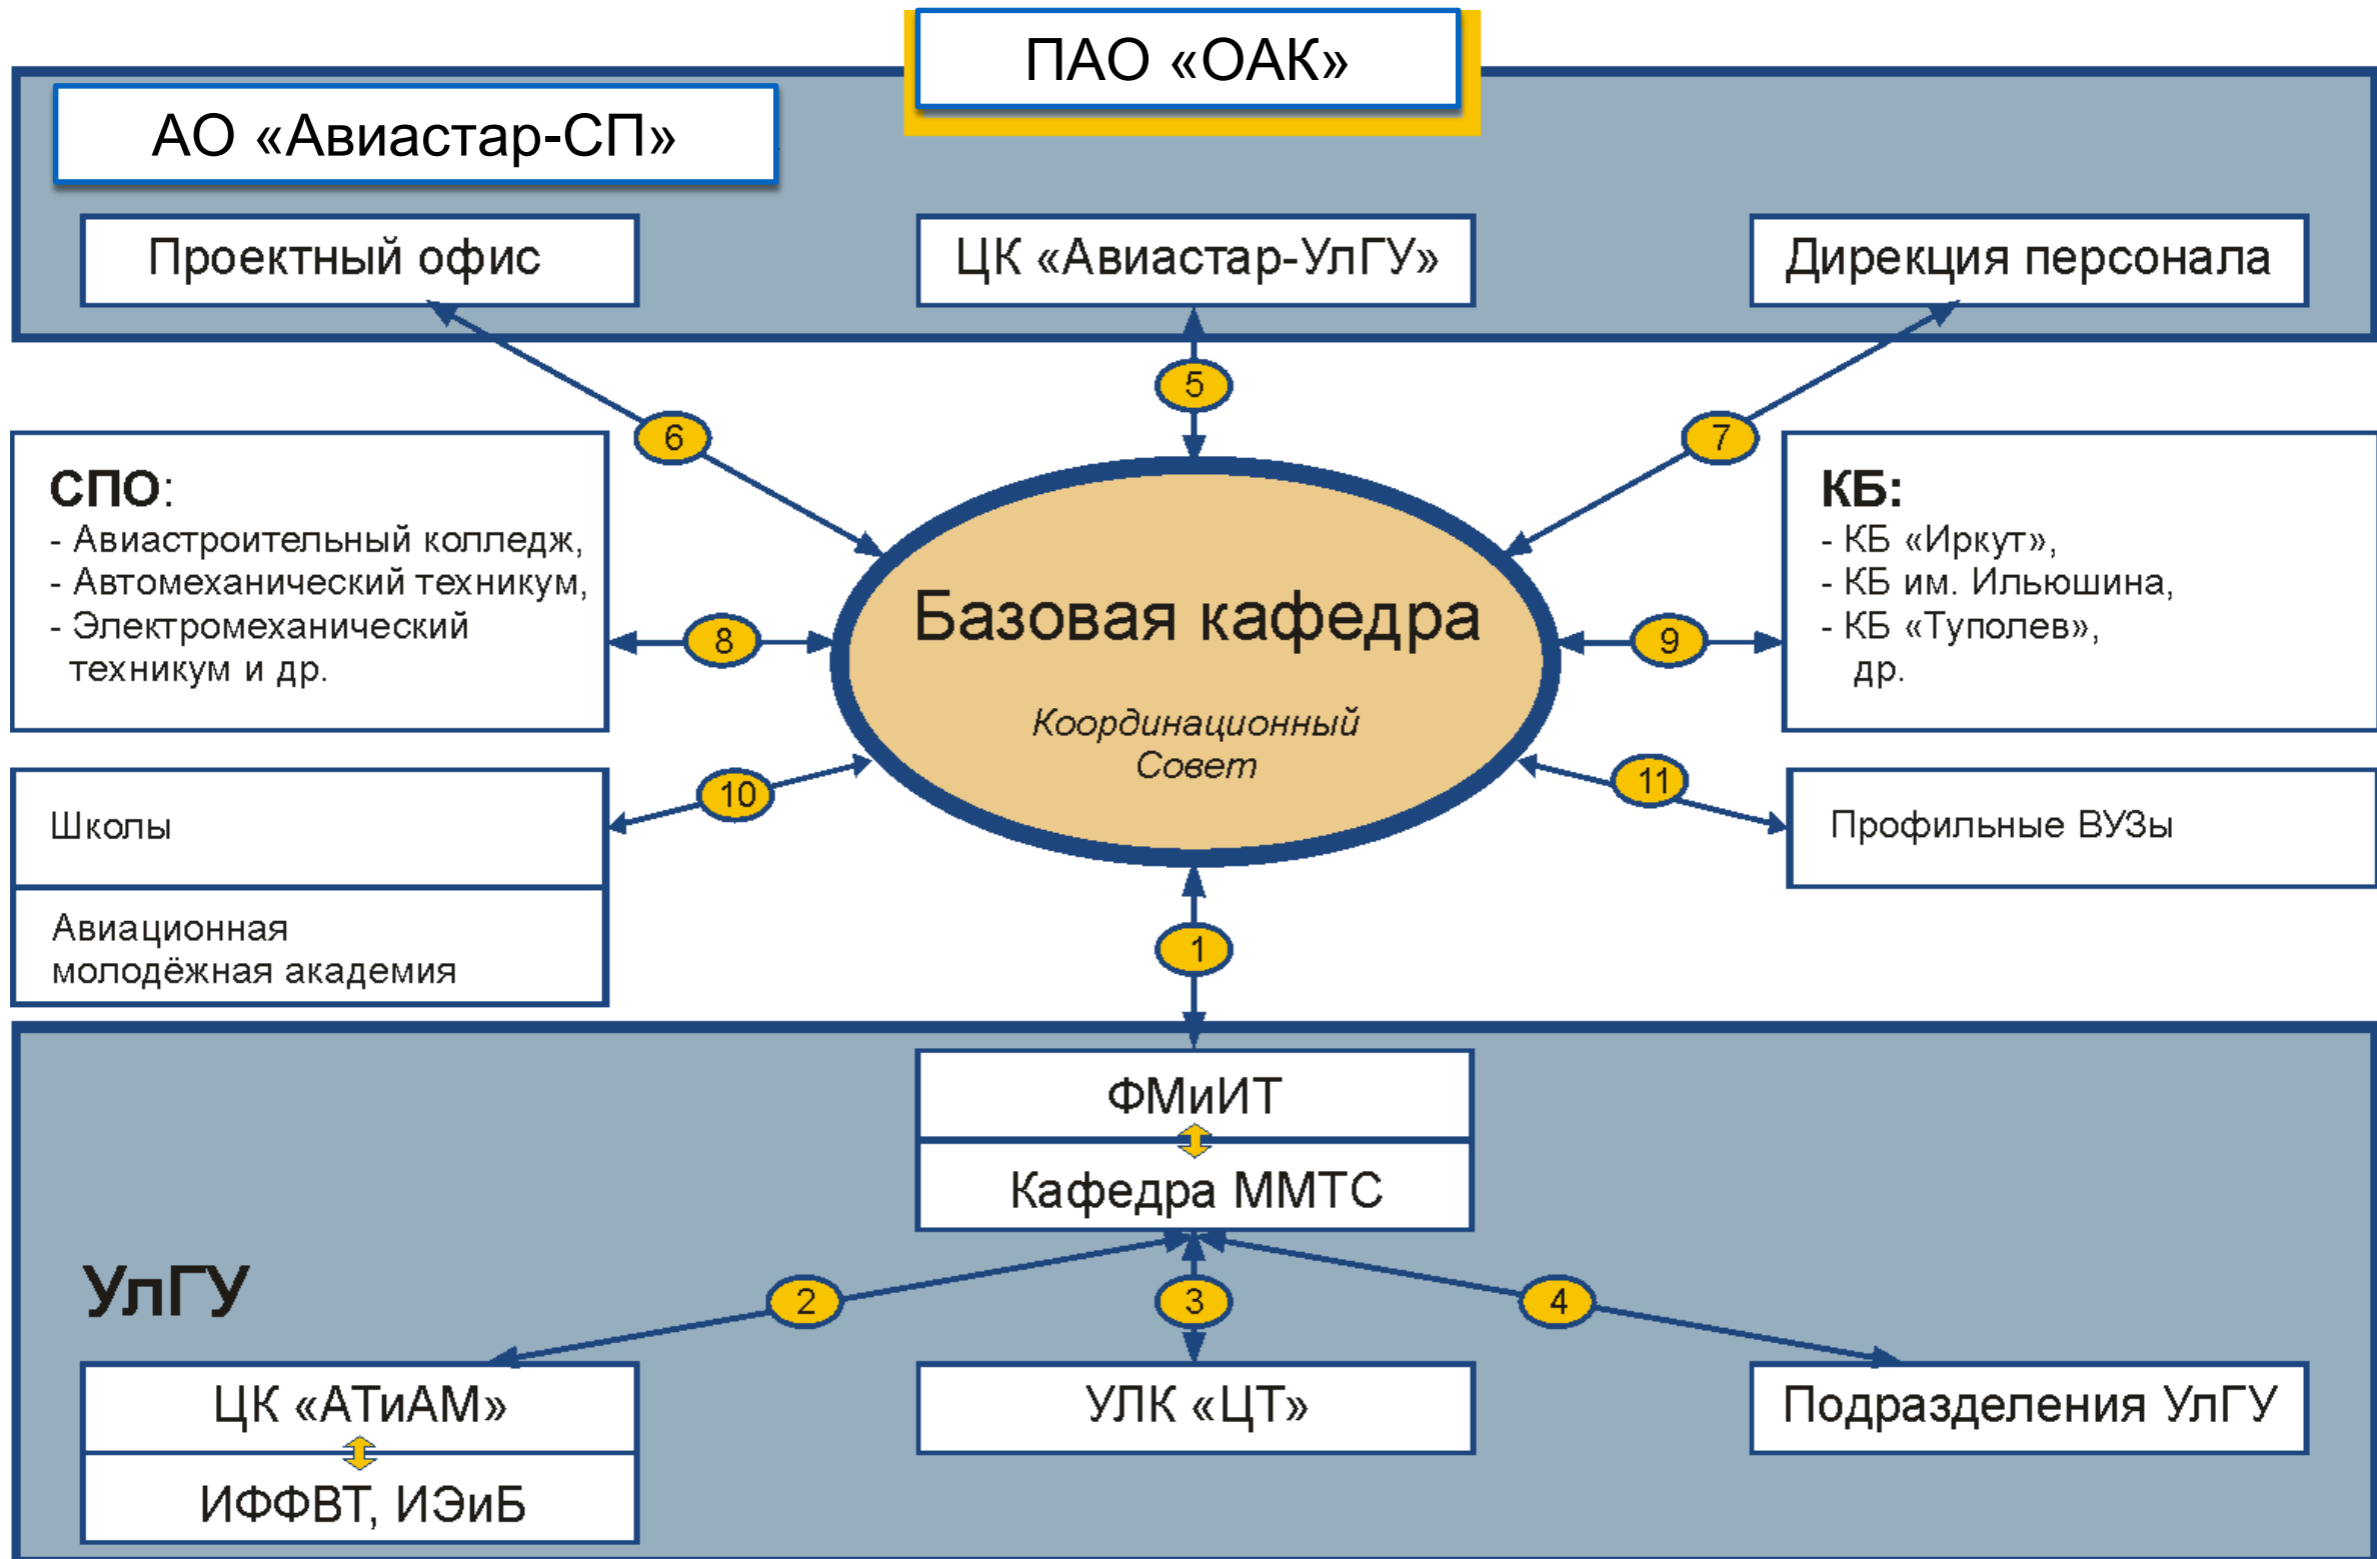 ПАО «ОАК»
АО «Авиастар-СП»
Проектный офис
ЦК «Авиастар-УлГУ»
Дирекция персонала
5
6
7
СПО:
- Авиастроительный колледж,
- Автомеханический техникум,
- Электромеханический
техникум и др.
КБ:
- КБ «Иркут»,
- КБ им. Ильюшина,
- КБ «Туполев»,
др.
Базовая кафедра
Координационный
Совет
8
9
10
11
Школы
Авиационная
молодёжная академия
Профильные ВУЗы
1
ФМиИТ
Кафедра ММТС
УлГУ
2
3
4
ЦК «АТиАМ»
ИФФВТ, ИЭиБ
УЛК «ЦТ»
Подразделения УлГУ